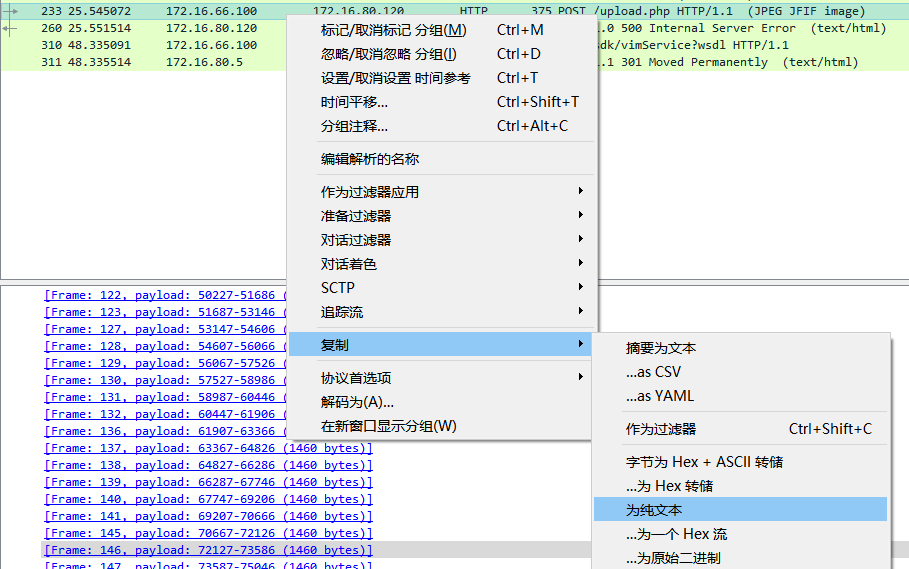 233 25.545072 172.16.66.100 172.16.80.120 HTTP 375 POST /upload.php HTTP/1.1 (JPEG JFIF image)
260 25.551514 172.16.80.120 .0 500 Internal Server Error (text/html)
310 48.335091 172.16.66.100 sdk/vimService?wsdl HTTP/1.1
311 48.335514 172.16.80.5 .1 301 Moved Permanently (text/html)
标记/取消标记 分组(M) Ctrl+M
忽略/取消忽略 分组(I) Ctrl+D
设置/取消设置 时间参考 Ctrl+T
时间平移... Ctrl+Shift+T
分组注释... Ctrl+Alt+C
编辑解析的名称
作为过滤器应用
准备过滤器
对话过滤器
对话着色
SCTP
追踪流
复制
协议首选项
解码为(A)...
在新窗口显示分组(W)
摘要为文本
...as CSV
...as YAML
作为过滤器 Ctrl+Shift+C
字节为 Hex + ASCII 转储
...为 Hex 转储
为纯文本
...为一个 Hex 流
...为原始二进制
[Frame: 122, payload: 50227-51686 (
[Frame: 123, payload: 51687-53146 (
[Frame: 127, payload: 53147-54606 (
[Frame: 128, payload: 54607-56066 (
[Frame: 129, payload: 56067-57526 (
[Frame: 130, payload: 57527-58986 (
[Frame: 131, payload: 58987-60446 (
[Frame: 132, payload: 60447-61906 (
[Frame: 136, payload: 61907-63366 (
[Frame: 137, payload: 63367-64826 (1460 bytes)]
[Frame: 138, payload: 64827-66286 (1460 bytes)]
[Frame: 139, payload: 66287-67746 (1460 bytes)]
[Frame: 140, payload: 67747-69206 (1460 bytes)]
[Frame: 141, payload: 69207-70666 (1460 bytes)]
[Frame: 145, payload: 70667-72126 (1460 bytes)]
[Frame: 146, payload: 72127-73586 (1460 bytes)]
[Frame: 147, payload: 73587-75046 (1460 bytes)]